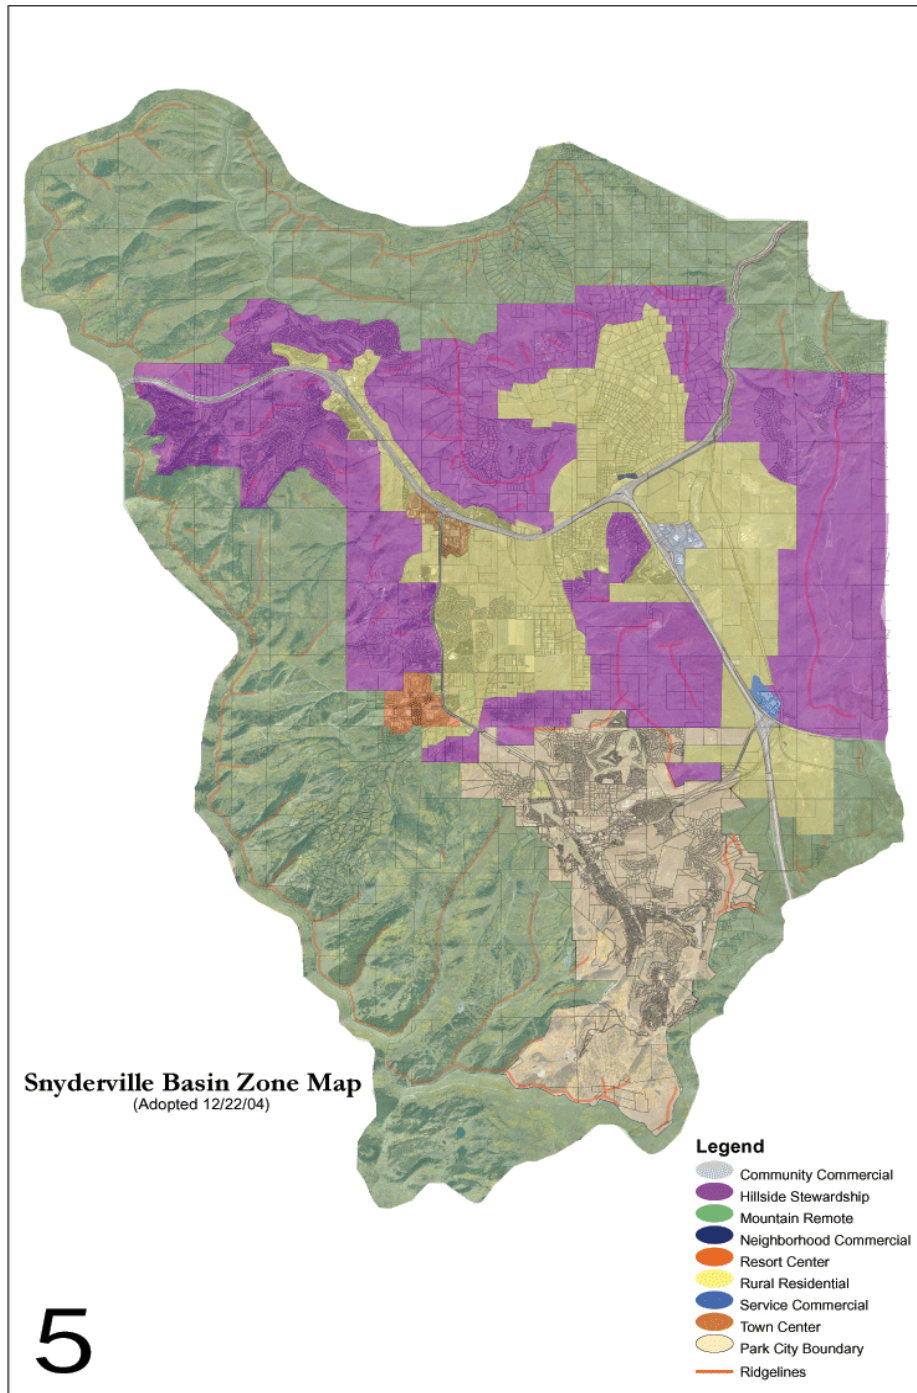 Snyderville Basin Zone Map
(Adopted 12/22/04)
Legend
Community Commercial
Hillside Stewardship
Mountain Remote
Neighborhood Commercial
Resort Center
Rural Residential
Service Commercial
Town Center
Park City Boundary
Ridgelines
5